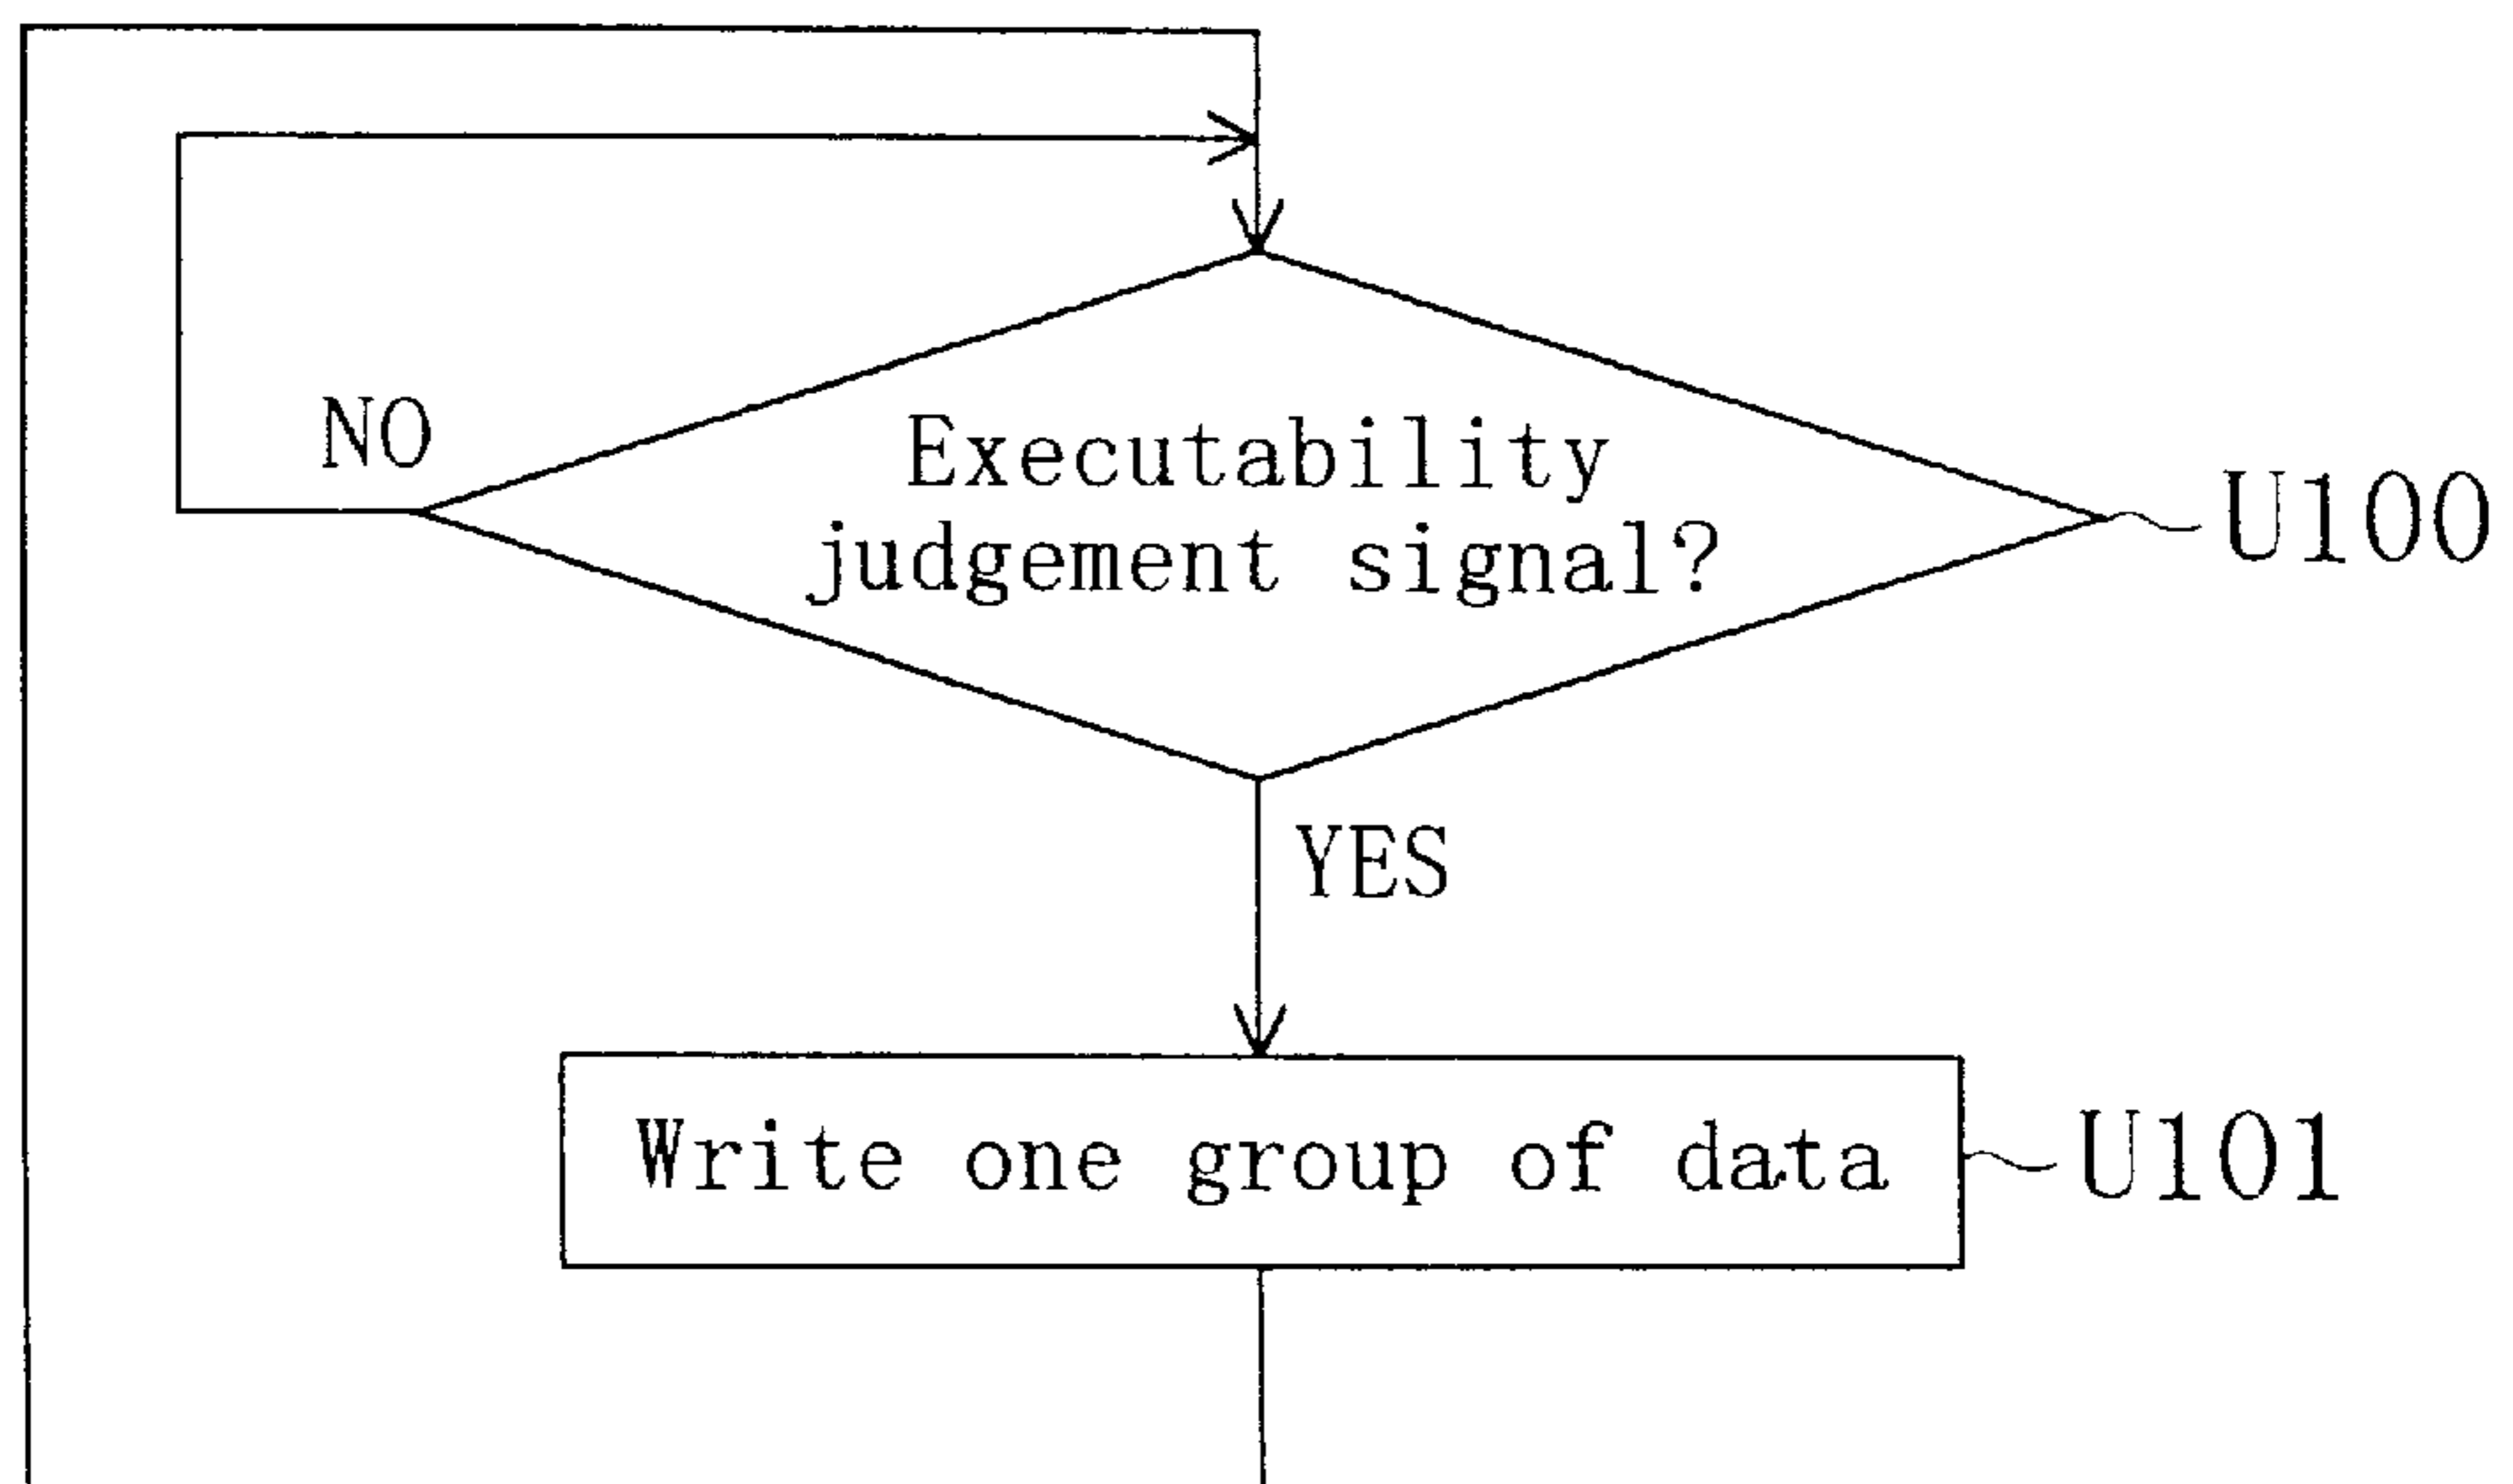 NO
Executability
judgement signal?
U100
YES
Write one group of data
U101